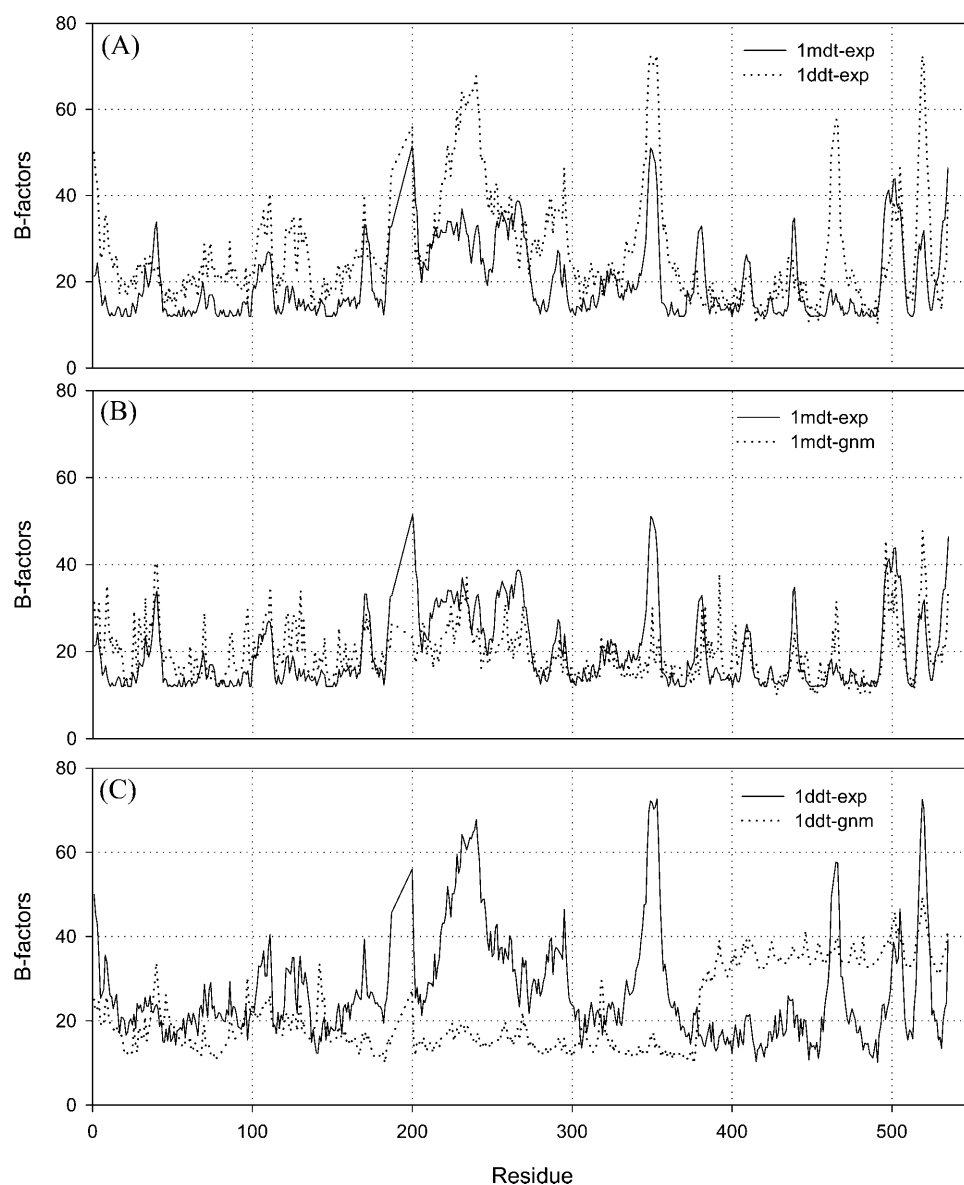 (A)
1mdt-exp
1ddt-exp
80
60
40
20
0
B-factors
(B)
1mdt-exp
1mdt-gnm
80
60
40
20
0
B-factors
(C)
1ddt-exp
1ddt-gnm
80
60
40
20
0
B-factors
0 100 200 300 400 500
Residue